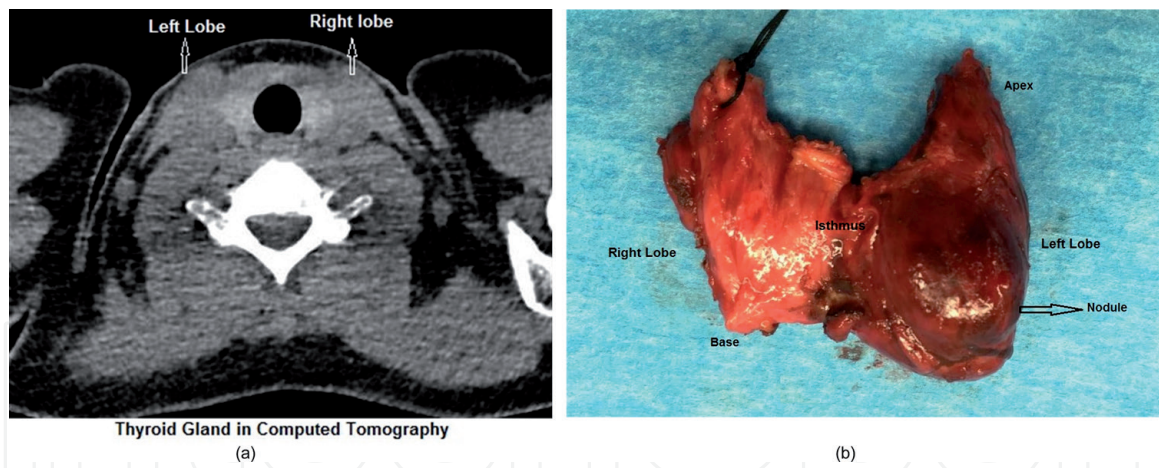 Left Lobe
Right lobe
Thyroid Gland in Computed Tomography
(a)
Apex
Isthmus
Right Lobe
Left Lobe
Nodule
Base
(b)